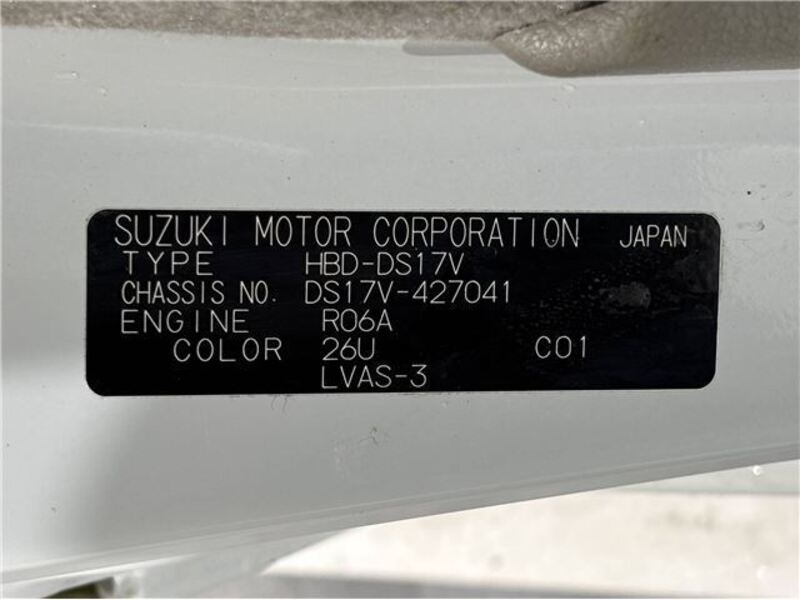 SUZUKI MOTOR CORPORATION JAPAN
TYPE HBD-DS17V
CHASSIS NO. DS17V-427041
ENGINE R06A
COLOR 26U C01
LVAS-3